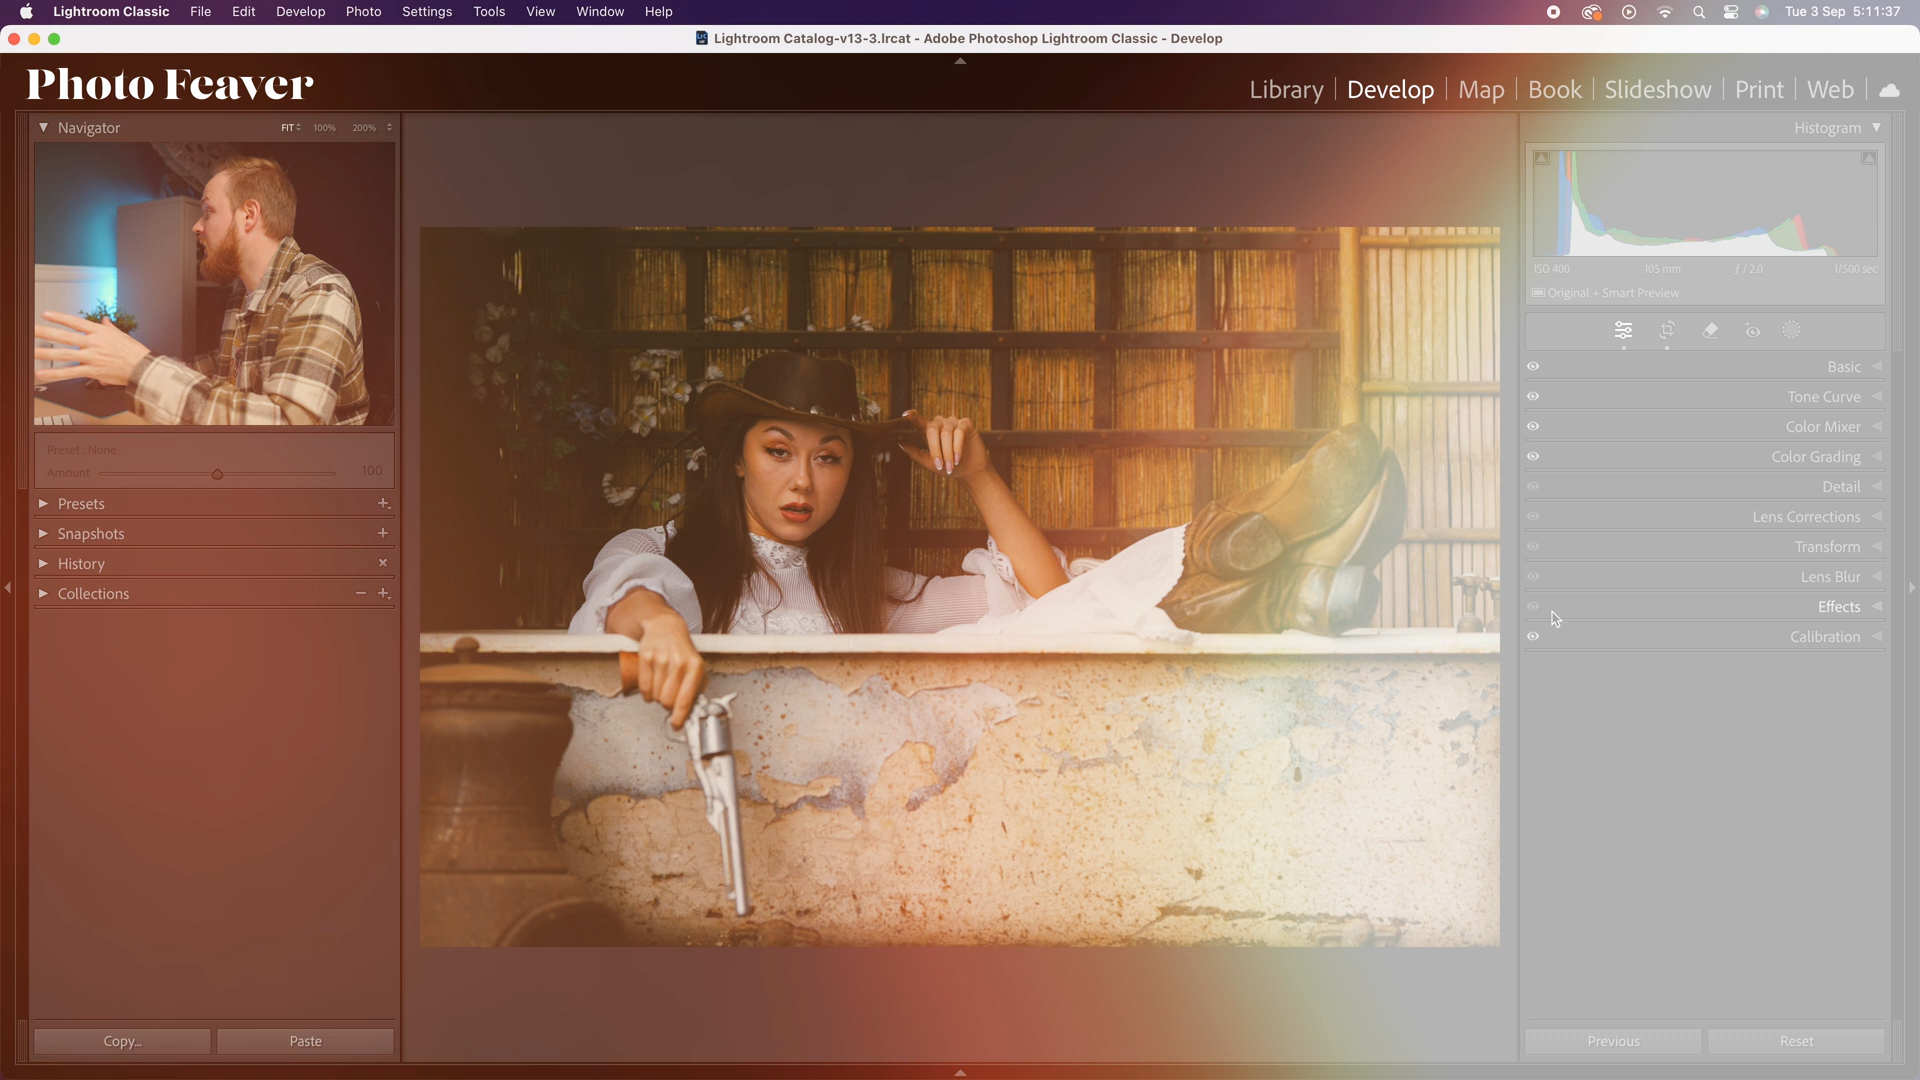 Lightroom Classic File Edit Develop Photo Settings Tools View Window Help Tue 3 Sep 5:11:37
Lrc Lightroom Catalog-v13-3.lrcat - Adobe Photoshop Lightroom Classic - Develop
Photo Feaver
Library | Develop | Map | Book | Slideshow | Print | Web
Navigator FIT 100% 200%
Histogram
ISO 400 105 mm ƒ / 2.0 1/500 sec
Original + Smart Preview
Preset : None
Amount 100
Presets
Snapshots
History
Collections
Basic
Tone Curve
Color Mixer
Color Grading
Detail
Lens Corrections
Transform
Lens Blur
Effects
Calibration
Copy... Paste
Previous Reset